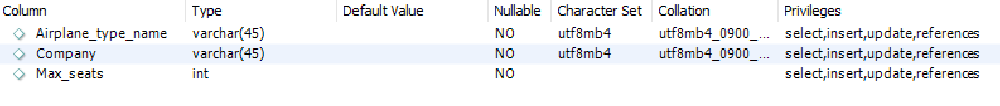 Column Type Default Value Nullable Character Set Collation Privileges
Airplane_type_name varchar(45) NO utf8mb4 utf8mb4_0900_... select,insert,update,references
Company varchar(45) NO utf8mb4 utf8mb4_0900_... select,insert,update,references
Max_seats int NO select,insert,update,references